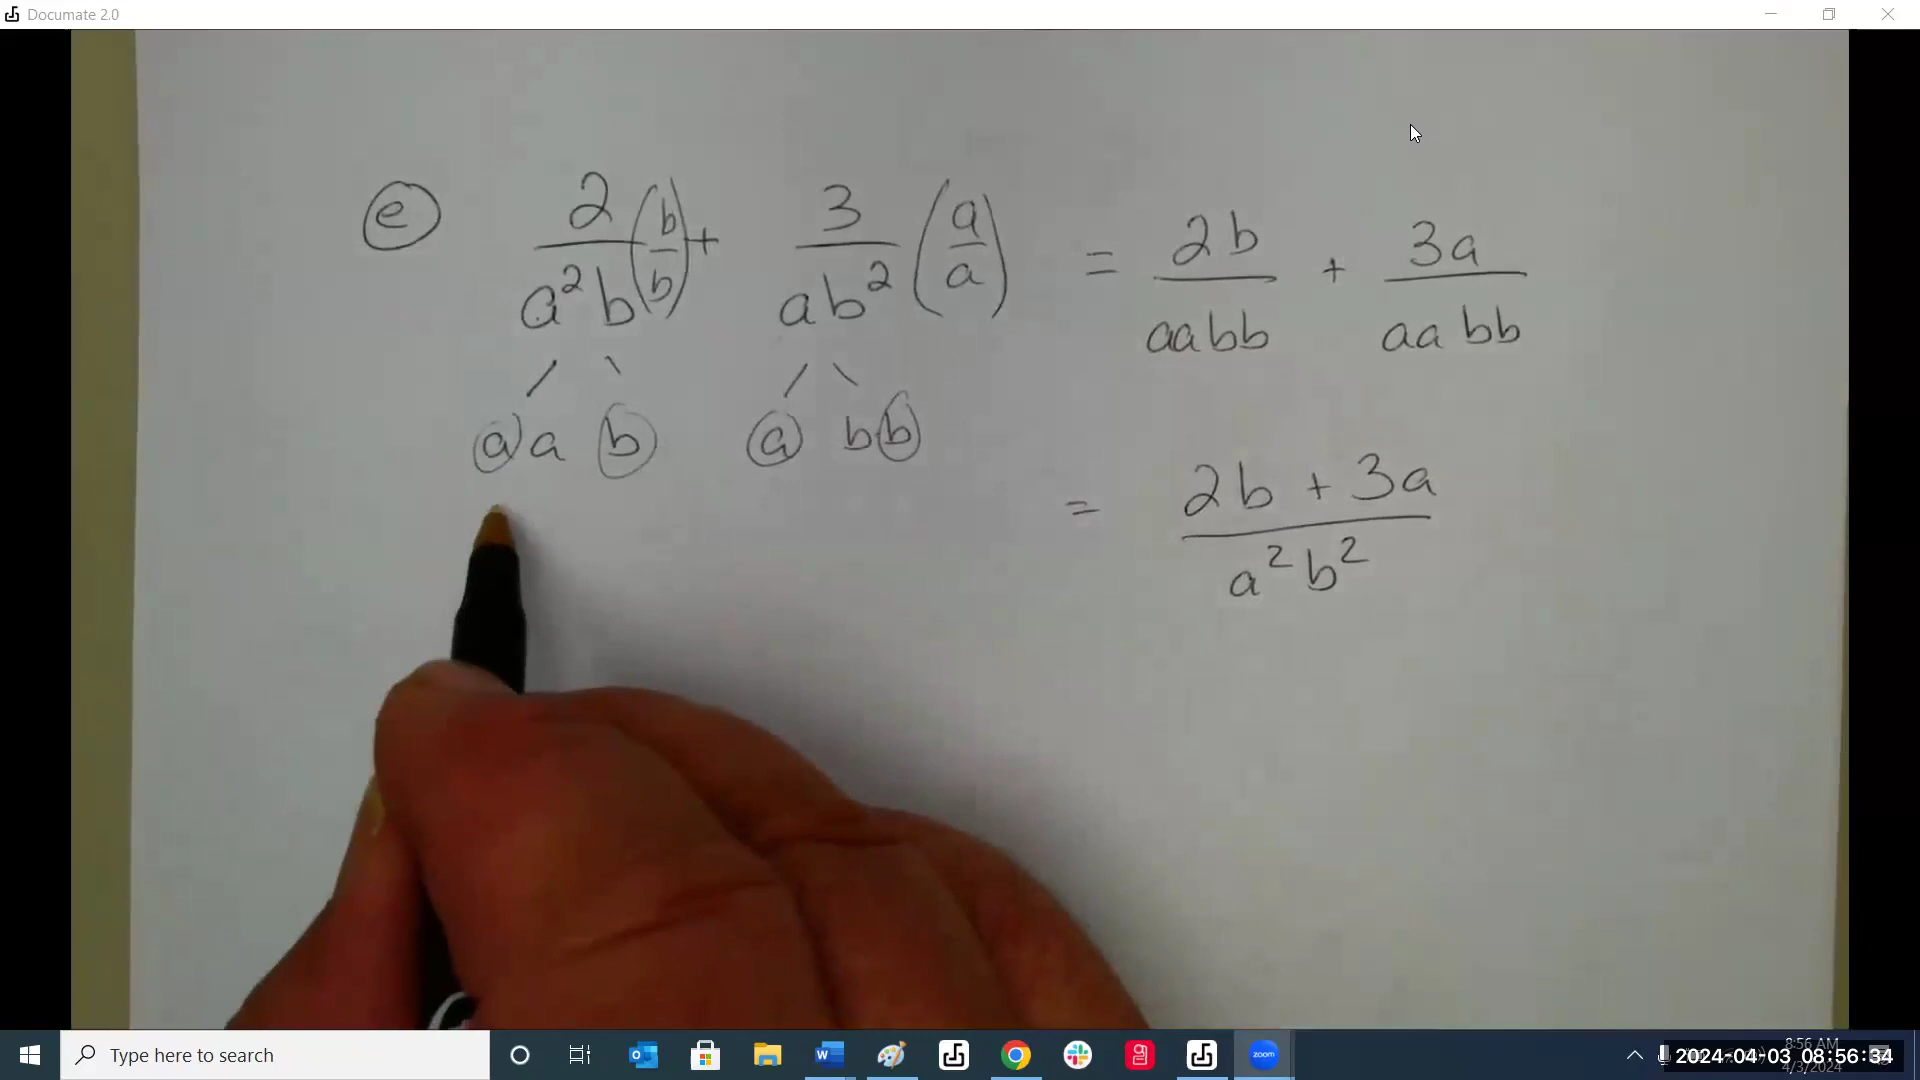 Documate 2.0
e 2/a²b (b/b) + 3/ab² (a/a) = 2b/aabb + 3a/aabb
a a b a b b
= 2b + 3a/a²b²
Type here to search
zoom
8:56 AM
2024-04-03 08:56:34
4/3/2024